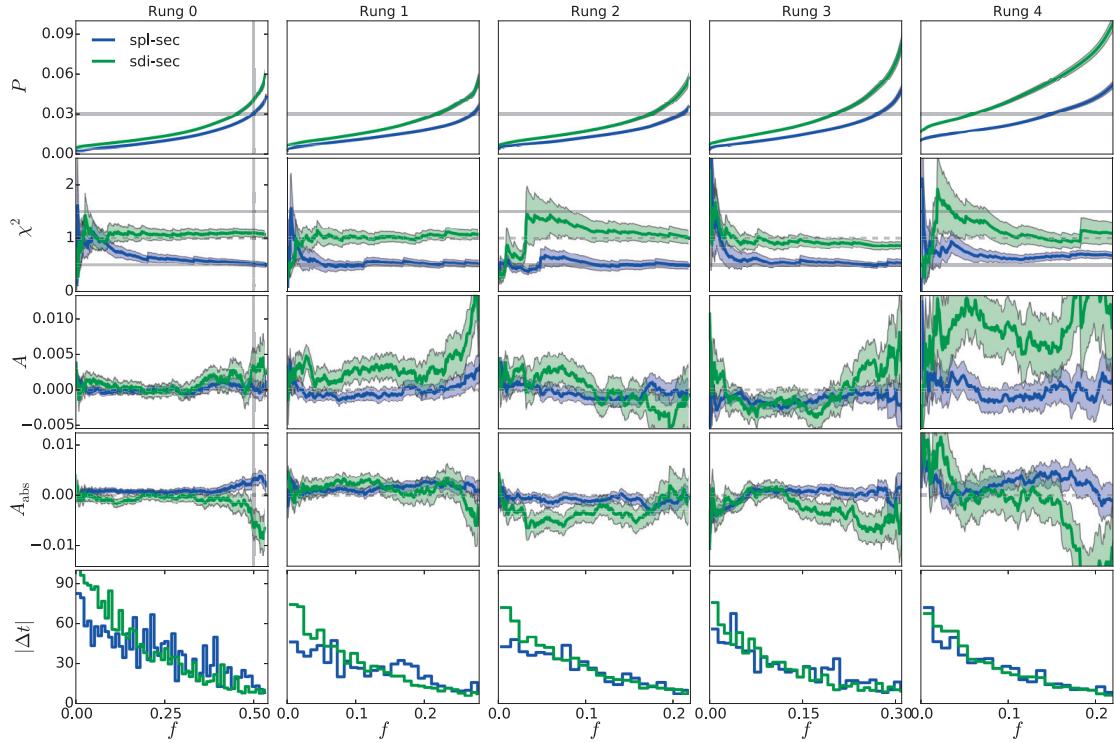 Rung 0 Rung 1 Rung 2 Rung 3 Rung 4
spl-sec
sdi-sec
P
0.09
0.06
0.03
0.00
χ²
2
1
0
A
0.010
0.005
0.000
−0.005
A_abs
0.01
0.00
−0.01
|Δt|
90
60
30
0
0.00 0.25 0.50 0.0 0.1 0.2 0.0 0.1 0.2 0.00 0.15 0.30 0.0 0.1 0.2
f f f f f